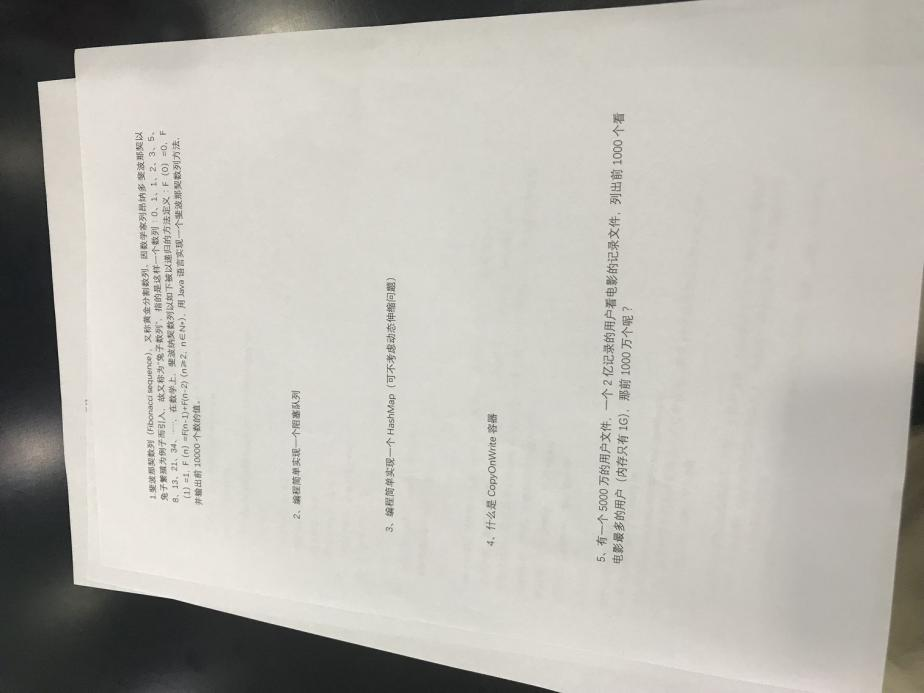 1.斐波那契数列（Fibonacci sequence），又称黄金分割数列、因数学家列昂纳多·斐波那契以
兔子繁殖为例子而引入，故又称为“兔子数列”，指的是这样一个数列：0、1、1、2、3、5、
8、13、21、34、……，在数学上，斐波纳契数列以如下被以递归的方法定义：F（0）=0，F
（1）=1，F（n）=F(n-1)+F(n-2)（n≥2，n∈N*），用 Java 语言实现一个斐波那契数列方法，
并输出前 10000 个数的值。
2、编程简单实现一个阻塞队列
3、编程简单实现一个 HashMap（可不考虑动态伸缩问题）
4、什么是 CopyOnWrite 容器
5、有一个 5000 万的用户文件，一个 2 亿记录的用户看电影的记录文件，列出前 1000 个看
电影最多的用户（内存只有 1G），那前 1000 万个呢？